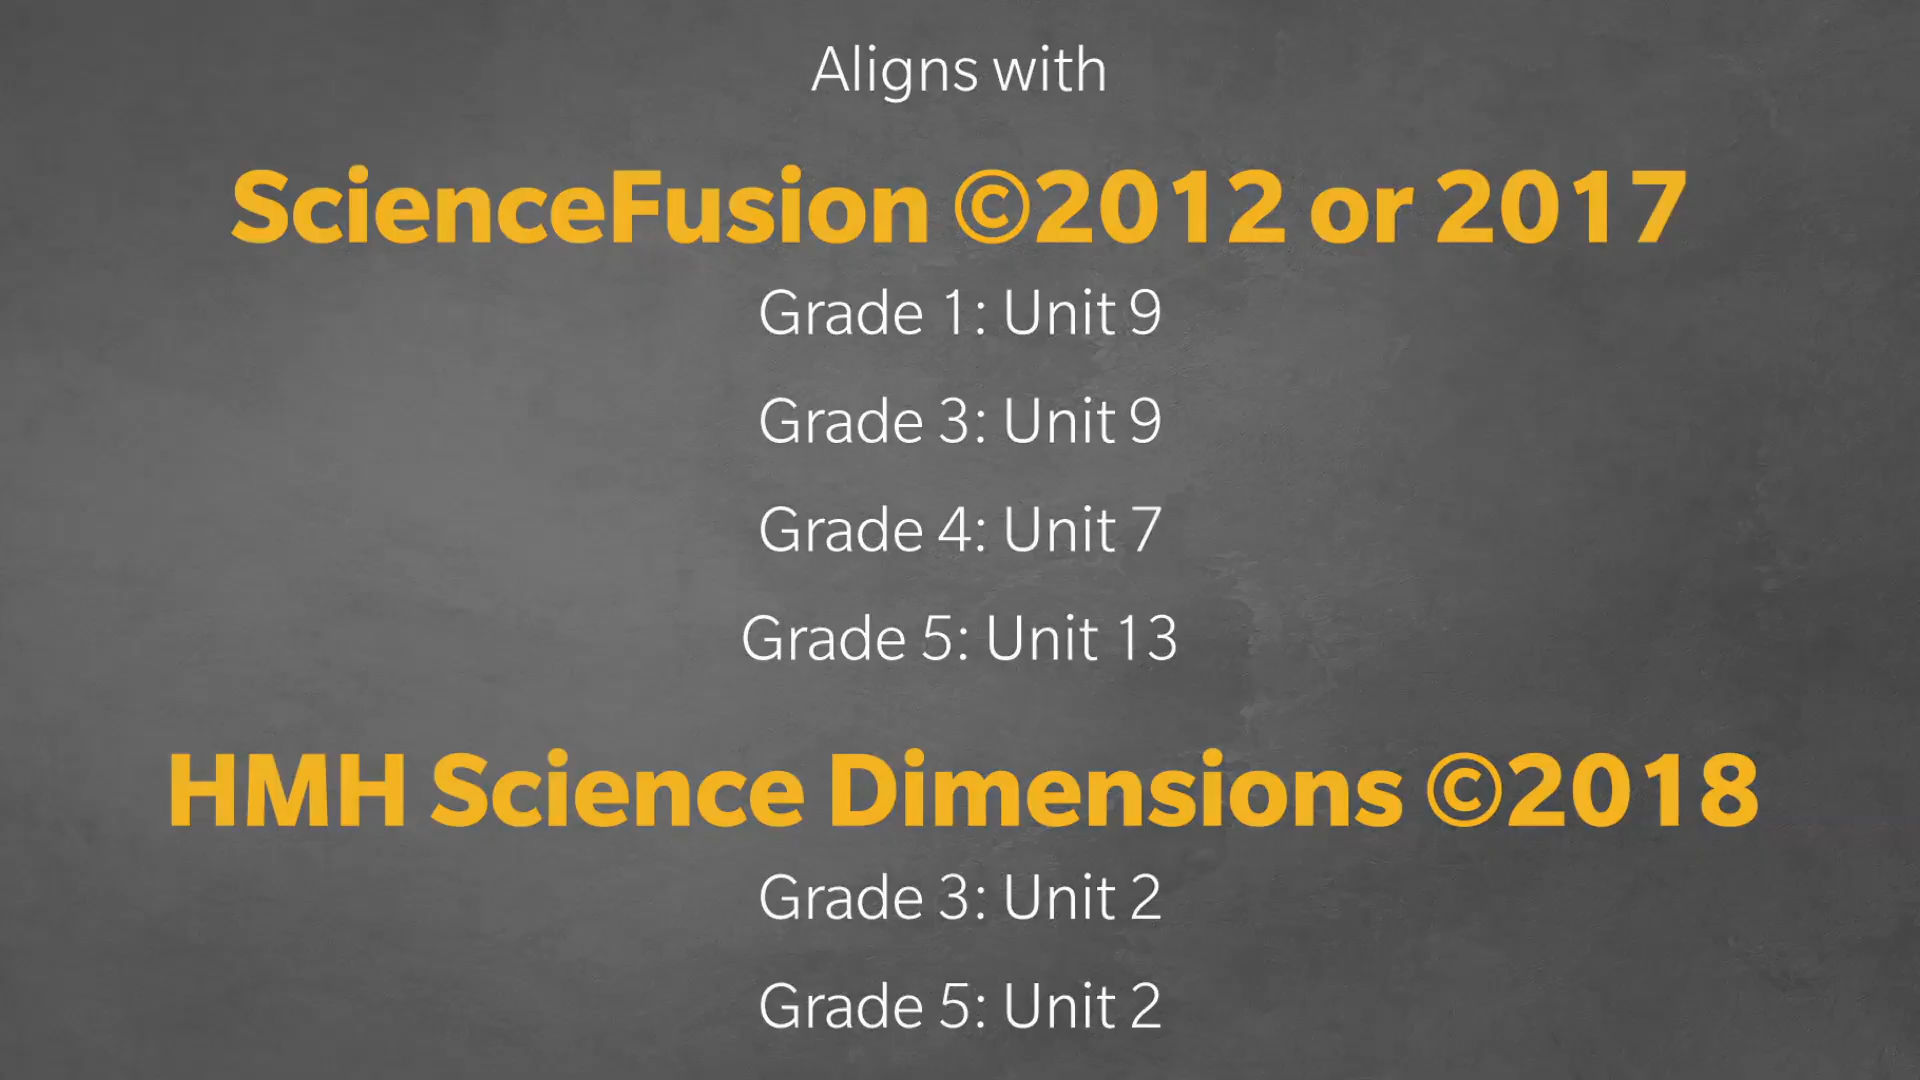 Aligns with
ScienceFusion ©2012 or 2017
Grade 1: Unit 9
Grade 3: Unit 9
Grade 4: Unit 7
Grade 5: Unit 13
HMH Science Dimensions ©2018
Grade 3: Unit 2
Grade 5: Unit 2